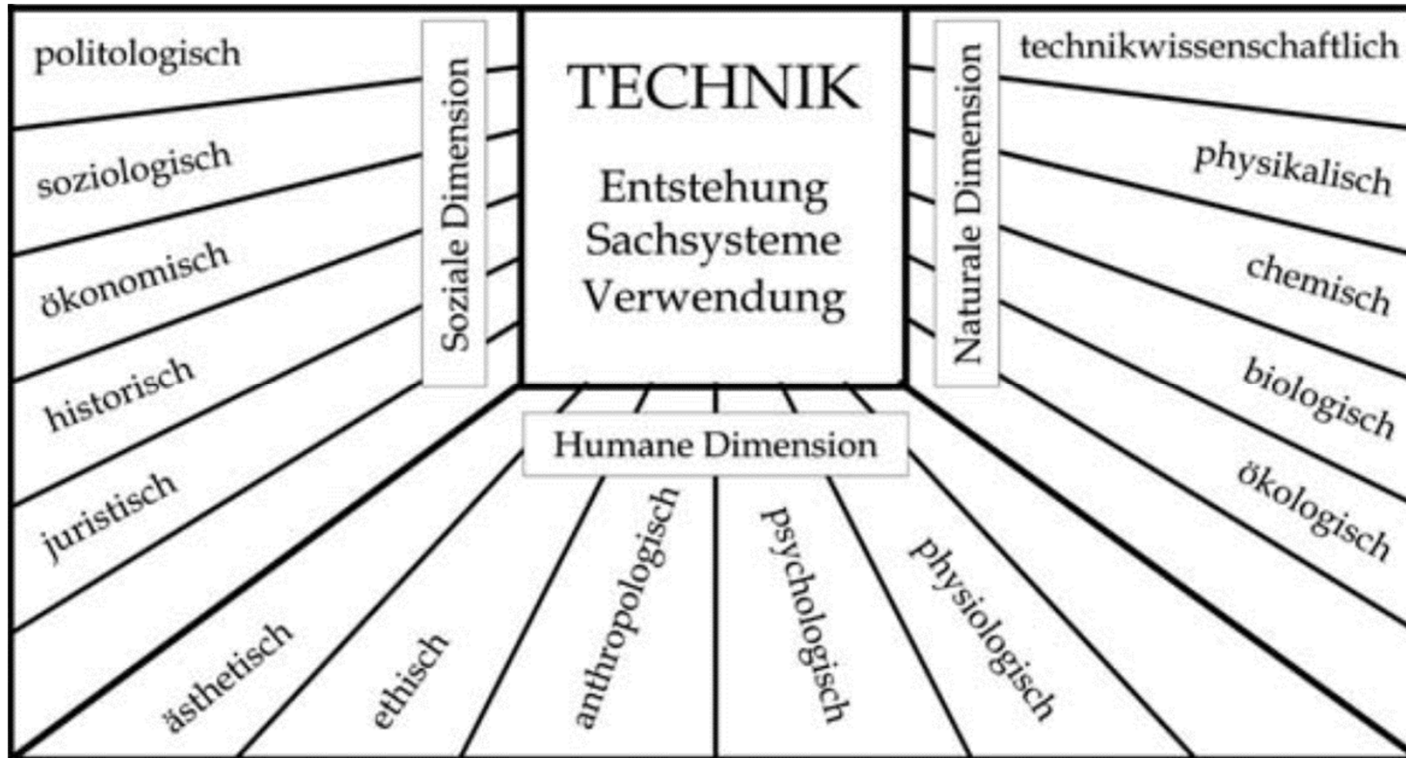 politologisch
soziologisch
ökonomisch
historisch
juristisch
Soziale Dimension
TECHNIK
Entstehung
Sachsysteme
Verwendung
Naturale Dimension
technikwissenschaftlich
physikalisch
chemisch
biologisch
ökologisch
Humane Dimension
ästhetisch
ethisch
anthropologisch
psychologisch
physiologisch